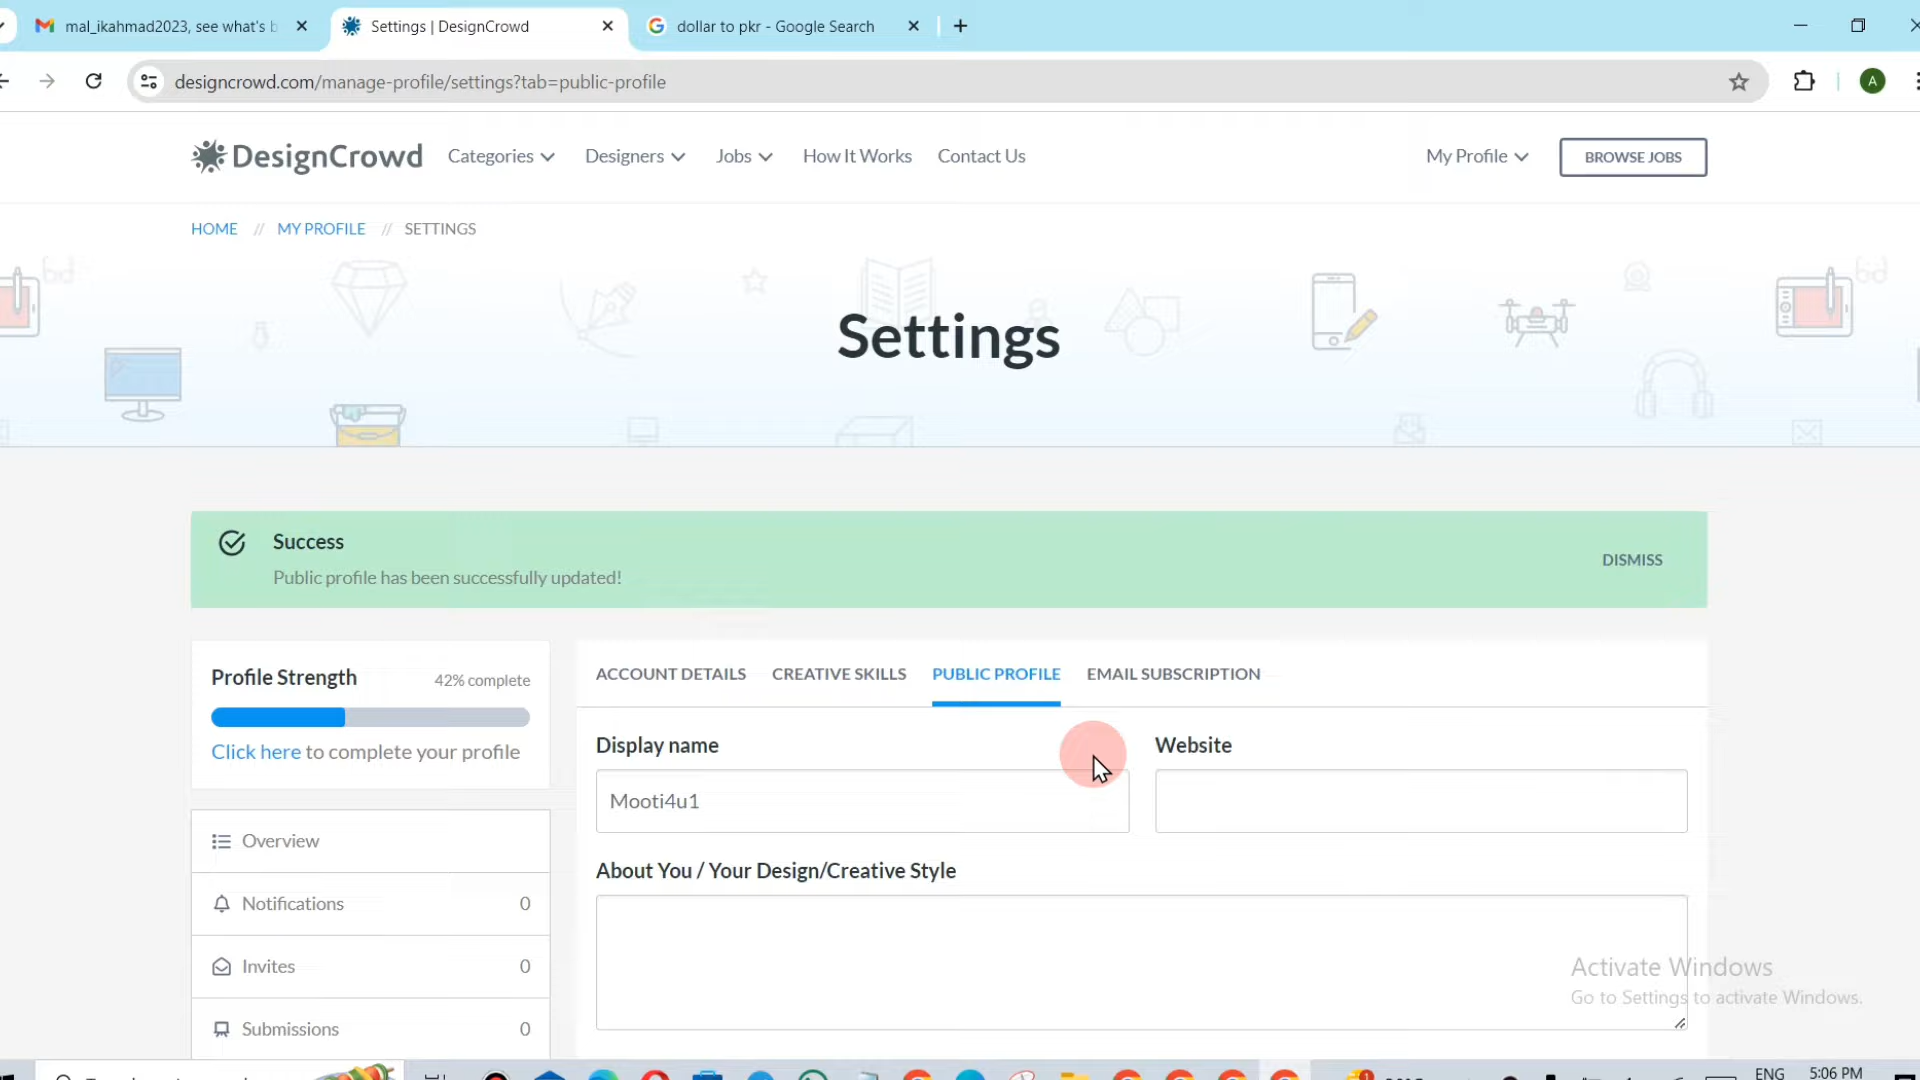 mal_ikahmad2023, see what's b
Settings | DesignCrowd
dollar to pkr - Google Search
designcrowd.com/manage-profile/settings?tab=public-profile
A
DesignCrowd
Categories
Designers
Jobs
How It Works
Contact Us
My Profile
BROWSE JOBS
HOME // MY PROFILE // SETTINGS
Settings
Success
Public profile has been successfully updated!
DISMISS
Profile Strength
42% complete
Click here to complete your profile
Overview
Notifications 0
Invites 0
Submissions 0
ACCOUNT DETAILS
CREATIVE SKILLS
PUBLIC PROFILE
EMAIL SUBSCRIPTION
Display name
Mooti4u1
Website
About You / Your Design/Creative Style
Activate Windows
Go to Settings to activate Windows.
ENG
5:06 PM